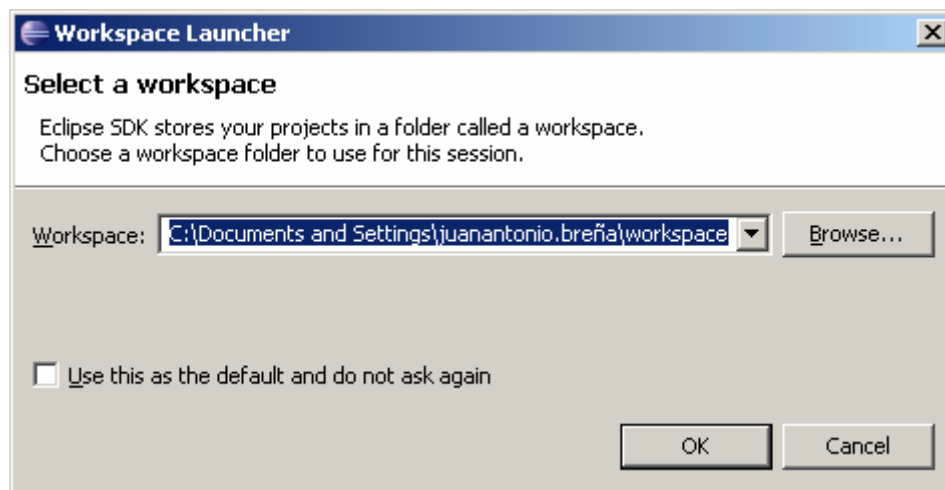 Workspace Launcher
Select a workspace
Eclipse SDK stores your projects in a folder called a workspace.
Choose a workspace folder to use for this session.
Workspace: C:\Documents and Settings\juanantonio.breña\workspace Browse...
Use this as the default and do not ask again
OK Cancel